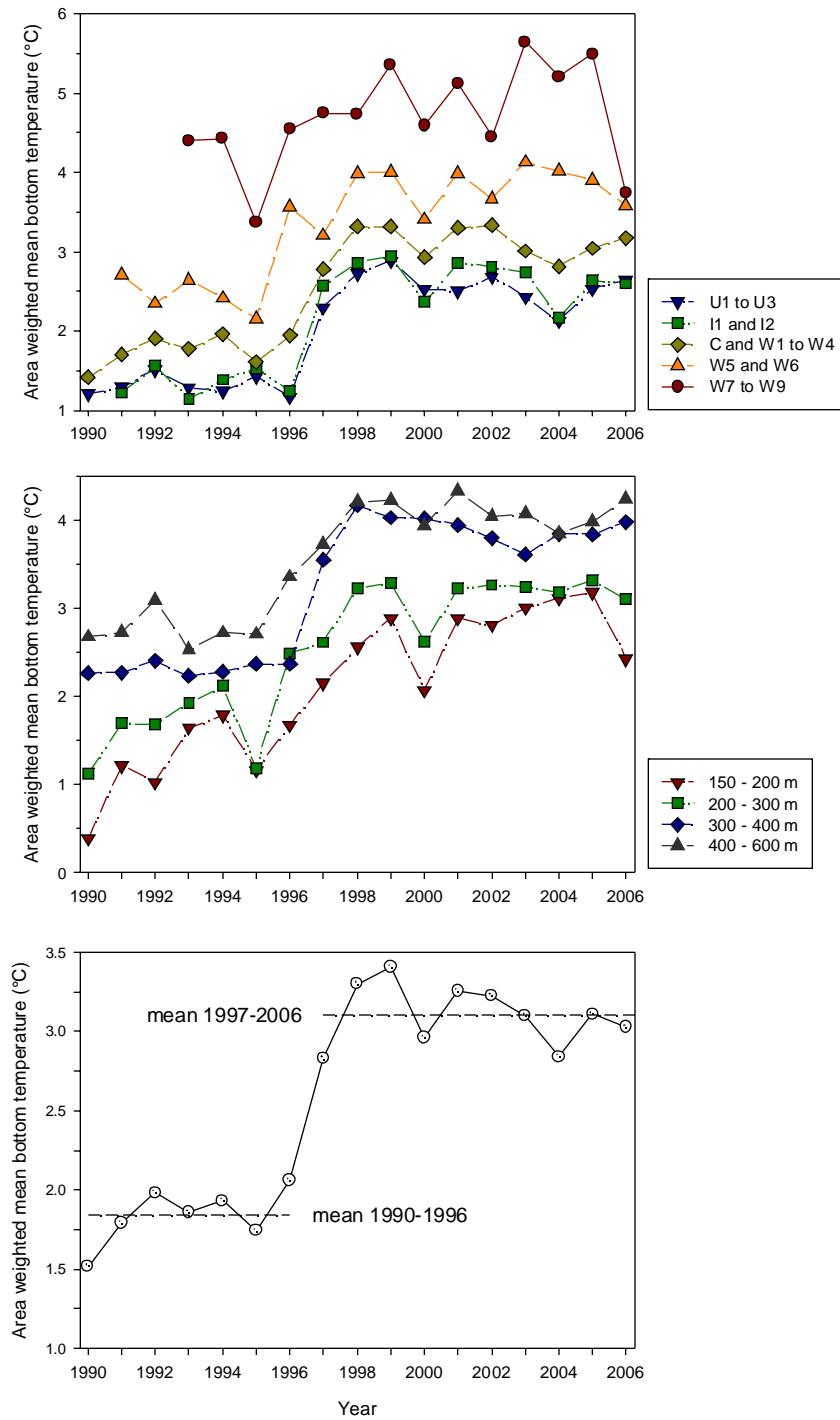 Area weighted mean bottom temperature (°C)
6
5
4
3
2
1
1990 1992 1994 1996 1998 2000 2002 2004 2006
U1 to U3
I1 and I2
C and W1 to W4
W5 and W6
W7 to W9
Area weighted mean bottom temperature (°C)
4
3
2
1
0
1990 1992 1994 1996 1998 2000 2002 2004 2006
150 - 200 m
200 - 300 m
300 - 400 m
400 - 600 m
Area weighted mean bottom temperature (°C)
3.5
3.0
2.5
2.0
1.5
1.0
mean 1997-2006
mean 1990-1996
1990 1992 1994 1996 1998 2000 2002 2004 2006
Year